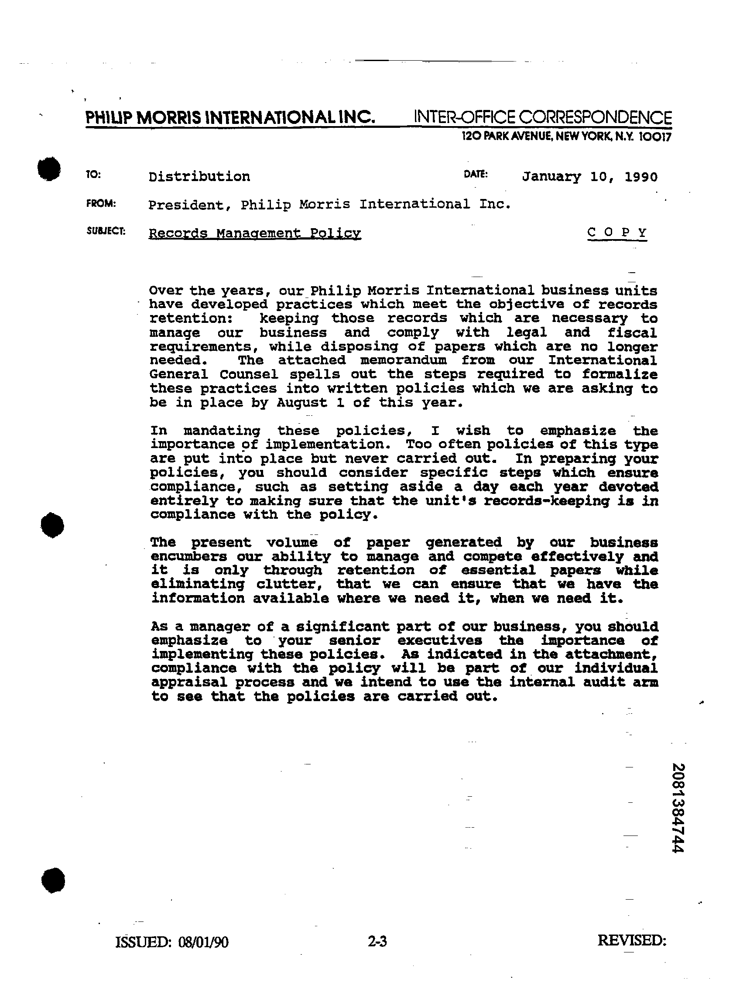 PHILIP MORRIS INTERNATIONAL INC. INTER-OFFICE CORRESPONDENCE
120 PARK AVENUE, NEW YORK, N.Y. 10017
TO: Distribution DATE: January 10, 1990
FROM: President, Philip Morris International Inc.
SUBJECT: Records Management Policy C O P Y
Over the years, our Philip Morris International business units
have developed practices which meet the objective of records
retention: keeping those records which are necessary to
manage our business and comply with legal and fiscal
requirements, while disposing of papers which are no longer
needed. The attached memorandum from our International
General Counsel spells out the steps required to formalize
these practices into written policies which we are asking to
be in place by August 1 of this year.
In mandating these policies, I wish to emphasize the
importance of implementation. Too often policies of this type
are put into place but never carried out. In preparing your
policies, you should consider specific steps which ensure
compliance, such as setting aside a day each year devoted
entirely to making sure that the unit's records-keeping is in
compliance with the policy.
The present volume of paper generated by our business
encumbers our ability to manage and compete effectively and
it is only through retention of essential papers while
eliminating clutter, that we can ensure that we have the
information available where we need it, when we need it.
As a manager of a significant part of our business, you should
emphasize to your senior executives the importance of
implementing these policies. As indicated in the attachment,
compliance with the policy will be part of our individual
appraisal process and we intend to use the internal audit arm
to see that the policies are carried out.
2081384744
ISSUED: 08/01/90 2-3 REVISED: